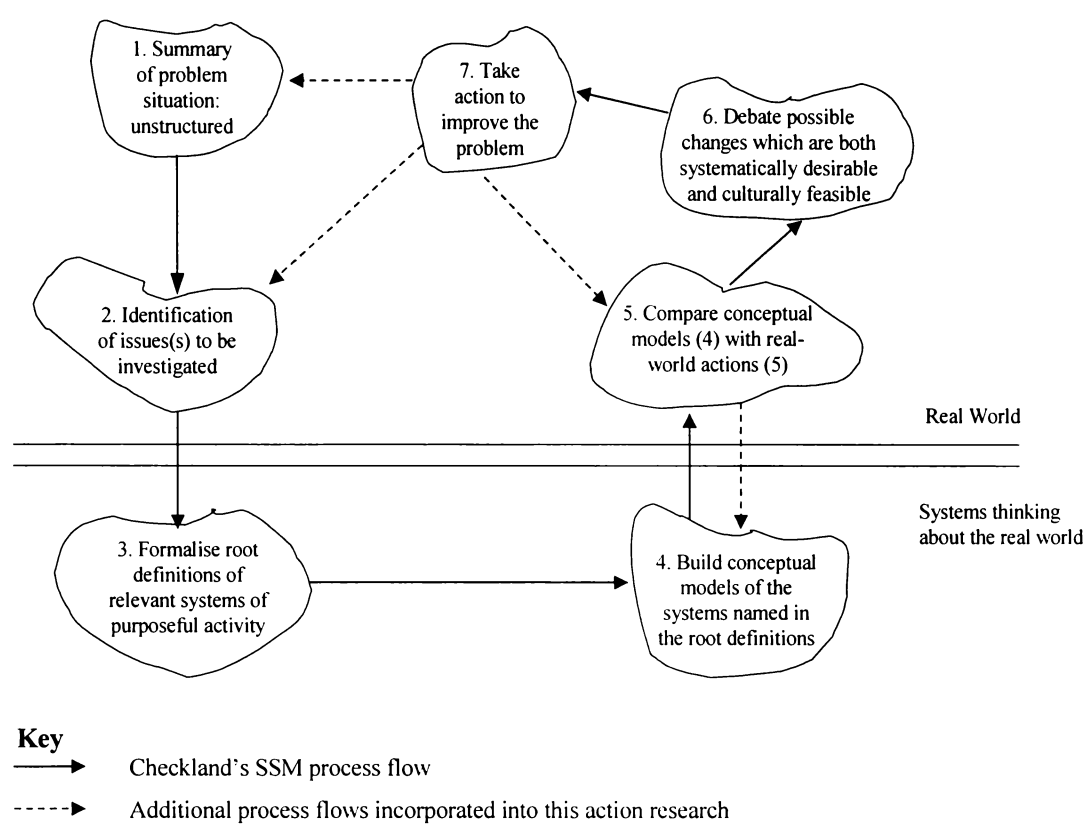 1. Summary
of problem
situation:
unstructured
7. Take
action to
improve the
problem
6. Debate possible
changes which are both
systematically desirable
and culturally feasible
2. Identification
of issues(s) to be
investigated
5. Compare conceptual
models (4) with real-
world actions (5)
Real World
Systems thinking
about the real world
3. Formalise root
definitions of
relevant systems of
purposeful activity
4. Build conceptual
models of the
systems named in
the root definitions
Key
Checkland's SSM process flow
Additional process flows incorporated into this action research